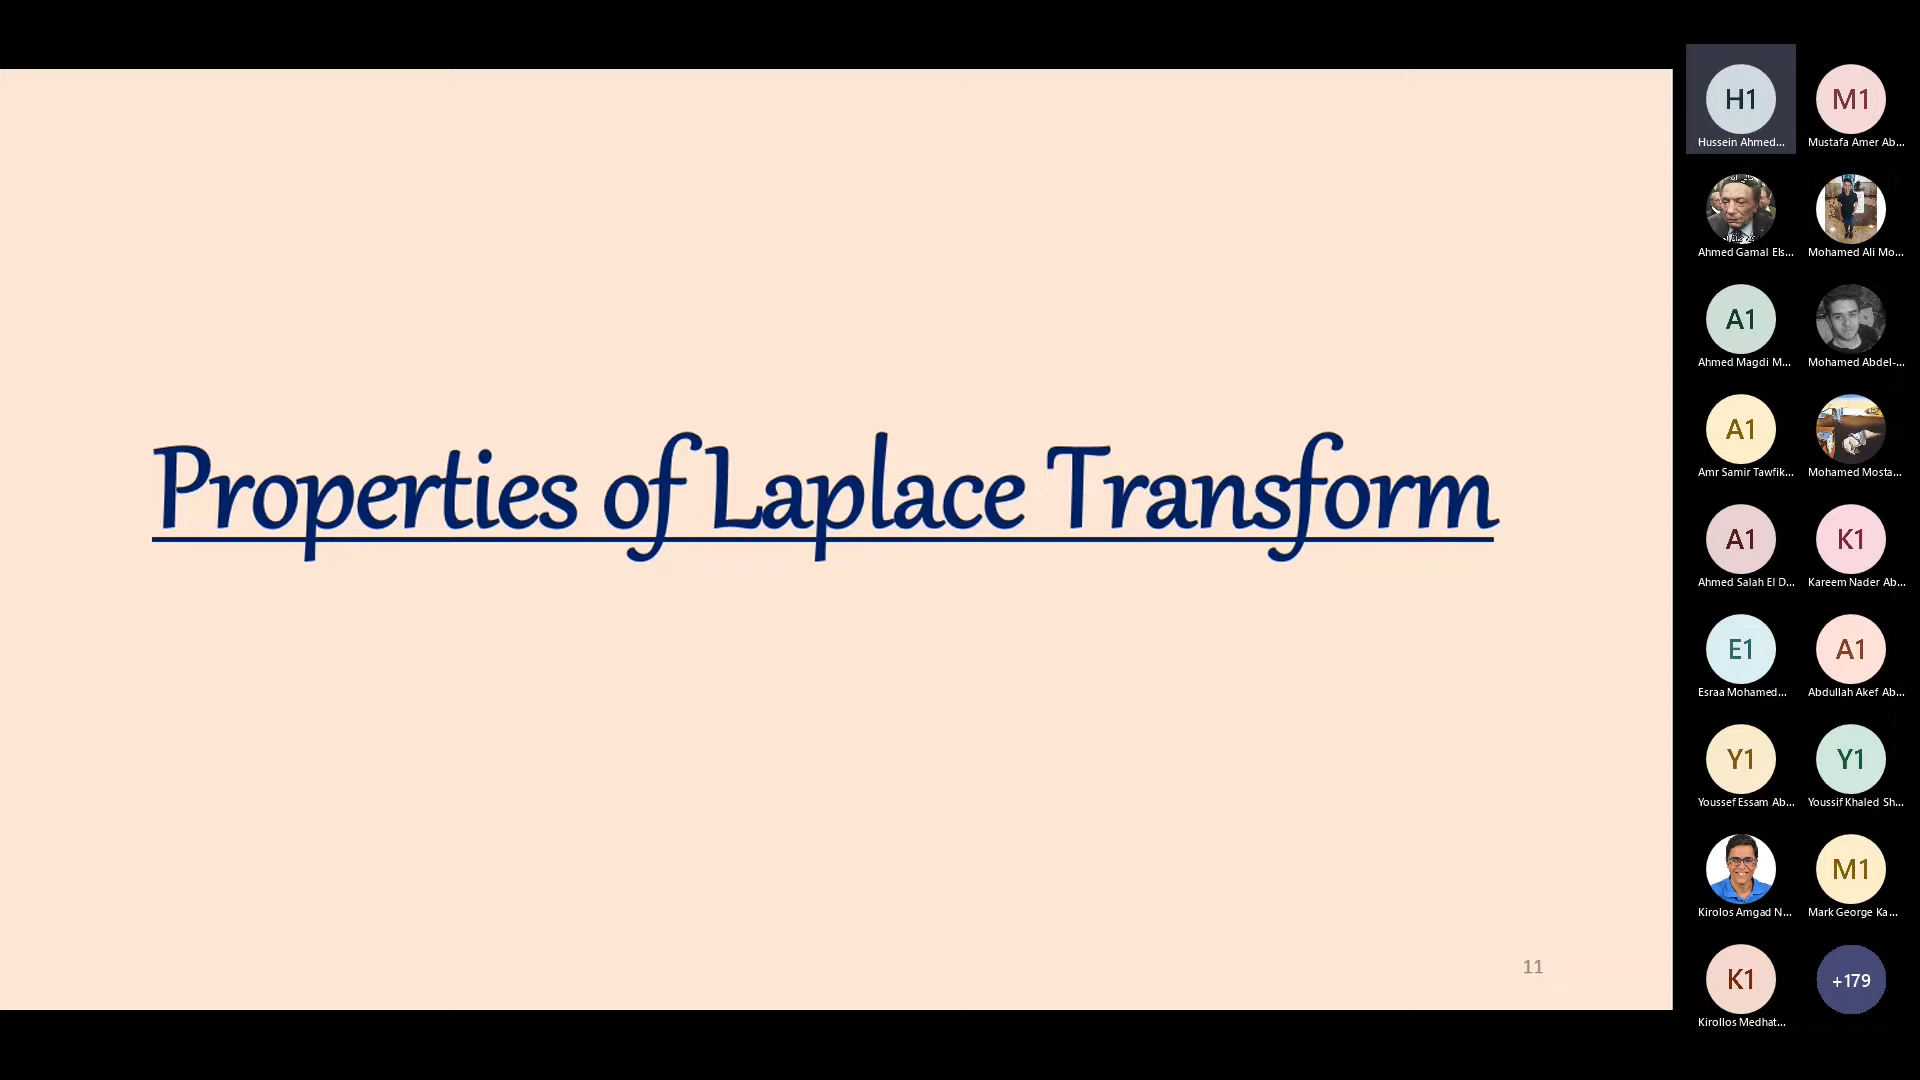 Properties of Laplace Transform
11
H1
Hussein Ahmed...
M1
Mustafa Amer Ab...
Ahmed Gamal Els...
Mohamed Ali Mo...
A1
Ahmed Magdi M...
Mohamed Abdel-...
A1
Amr Samir Tawfik...
Mohamed Mosta...
A1
Ahmed Salah El D...
K1
Kareem Nader Ab...
E1
Esraa Mohamed...
A1
Abdullah Akef Ab...
Y1
Youssef Essam Ab...
Y1
Youssif Khaled Sh...
Kirolos Amgad N...
M1
Mark George Ka...
K1
Kirollos Medhat...
+179